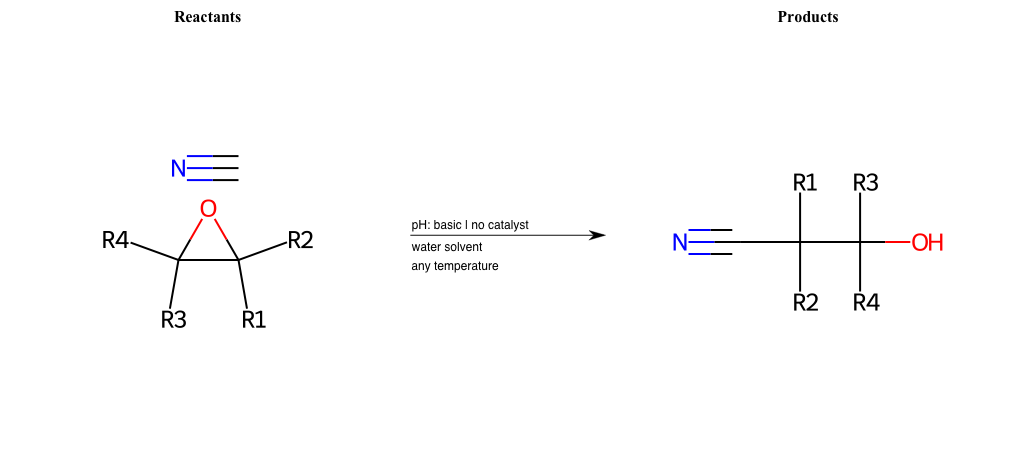 Reactants
Products
N
O
R4
R2
R3
R1
pH: basic | no catalyst
water solvent
any temperature
R1
R3
N
OH
R2
R4